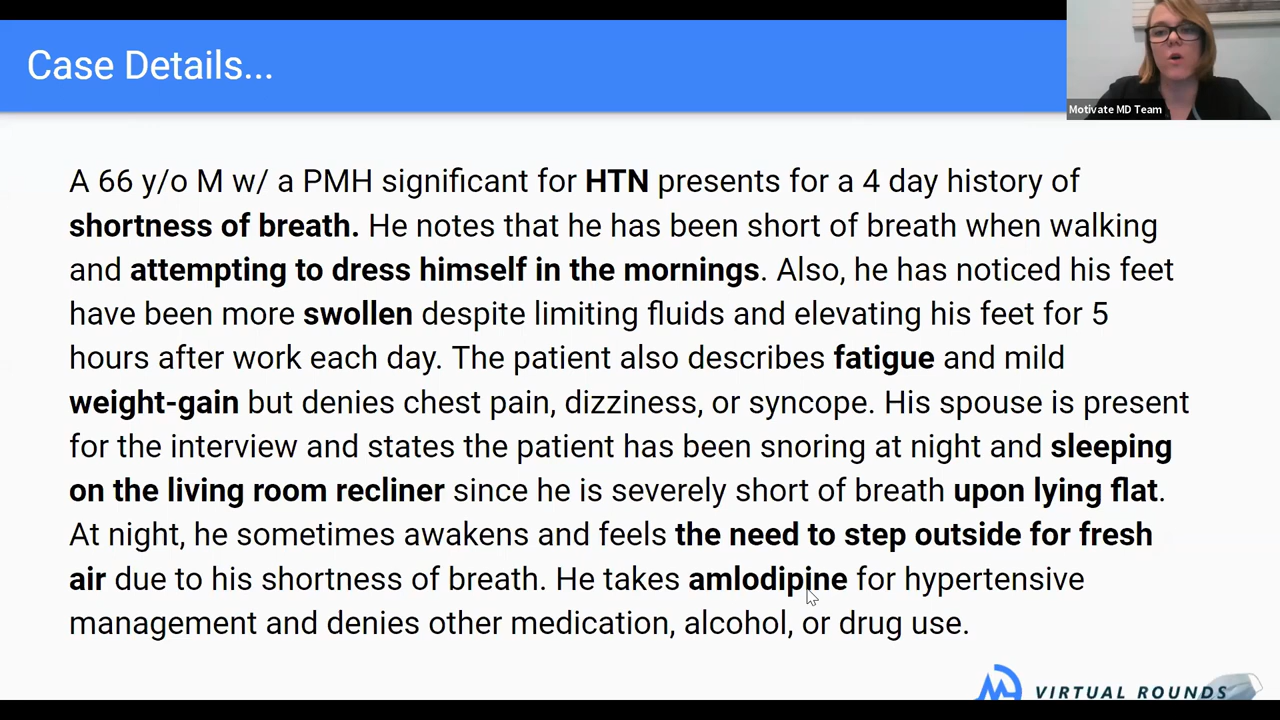 Case Details...
Motivate MD Team
A 66 y/o M w/ a PMH significant for HTN presents for a 4 day history of
shortness of breath. He notes that he has been short of breath when walking
and attempting to dress himself in the mornings. Also, he has noticed his feet
have been more swollen despite limiting fluids and elevating his feet for 5
hours after work each day. The patient also describes fatigue and mild
weight-gain but denies chest pain, dizziness, or syncope. His spouse is present
for the interview and states the patient has been snoring at night and sleeping
on the living room recliner since he is severely short of breath upon lying flat.
At night, he sometimes awakens and feels the need to step outside for fresh
air due to his shortness of breath. He takes amlodipine for hypertensive
management and denies other medication, alcohol, or drug use.
VIRTUAL ROUNDS